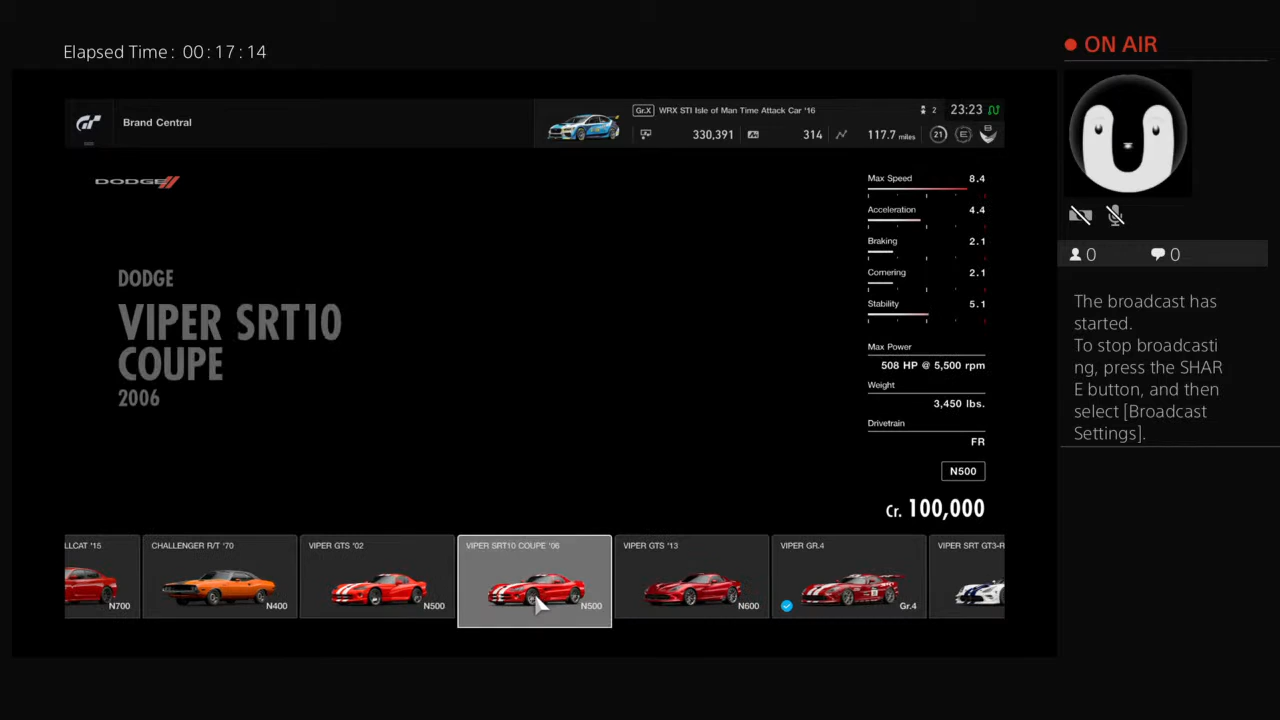 Elapsed Time: 00:17:14
ON AIR
Brand Central
Gr.X WRX STI Isle of Man Time Attack Car '16
2 23:23
330,391 314 117.7 miles 21 E B
DODGE
DODGE
VIPER SRT10
COUPE
2006
Max Speed 8.4
Acceleration 4.4
Braking 2.1
Cornering 2.1
Stability 5.1
Max Power
508 HP @ 5,500 rpm
Weight
3,450 lbs.
Drivetrain
FR
N500
Cr. 100,000
LLCAT '15
N700
CHALLENGER R/T '70
N400
VIPER GTS '02
N500
VIPER SRT10 COUPE '06
N500
VIPER GTS '13
N600
VIPER GR.4
Gr.4
VIPER SRT GT3-R
0 0
The broadcast has
started.
To stop broadcasti
ng, press the SHAR
E button, and then
select [Broadcast
Settings].